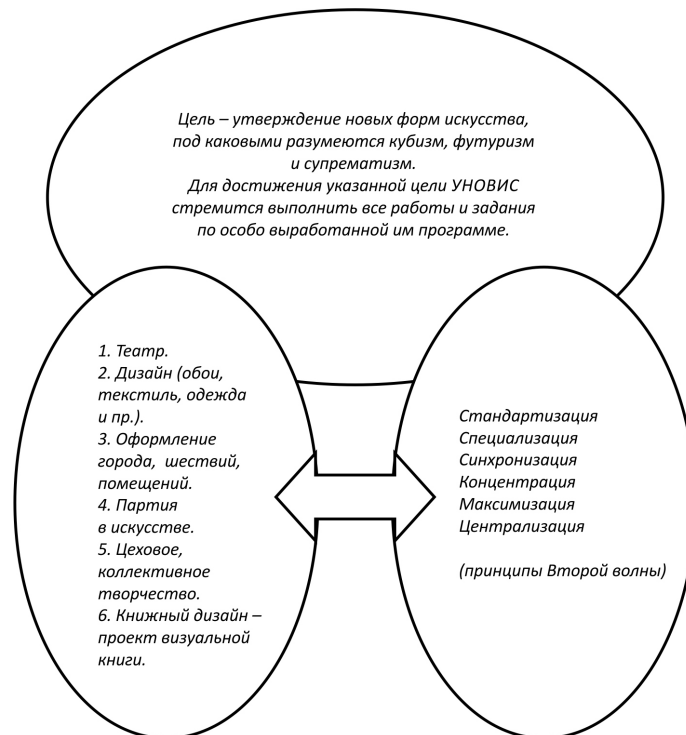 Цель – утверждение новых форм искусства,
под каковыми разумеются кубизм, футуризм
и супрематизм.
Для достижения указанной цели УНОВИС
стремится выполнить все работы и задания
по особо выработанной им программе.
1. Театр.
2. Дизайн (обои,
текстиль, одежда
и пр.).
3. Оформление
города, шествий,
помещений.
4. Партия
в искусстве.
5. Цеховое,
коллективное
творчество.
6. Книжный дизайн –
проект визуальной
книги.
Стандартизация
Специализация
Синхронизация
Концентрация
Максимизация
Централизация
(принципы Второй волны)